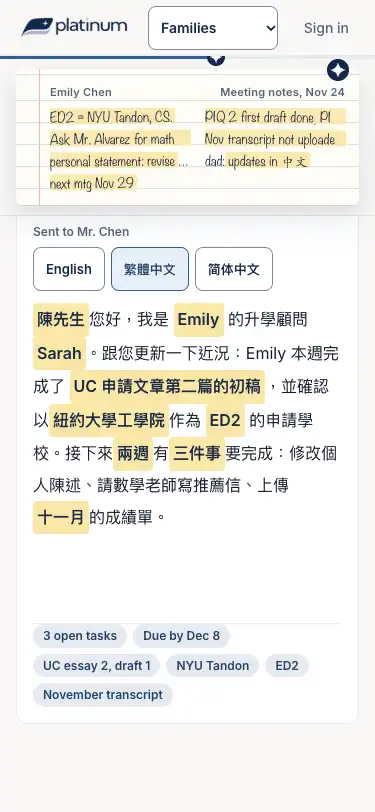 platinum
Families
Sign in
Emily Chen
Meeting notes, Nov 24
ED2 = NYU Tandon, CS.
Ask Mr. Alvarez for math
personal statement: revise ...
next mtg Nov 29
PIQ 2 first draft done, PI
Nov transcript not uploade
dad: updates in 中文
Sent to Mr. Chen
English
繁體中文
简体中文
陳先生您好，我是 Emily 的升學顧問
Sarah。跟您更新一下近況：Emily 本週完
成了 UC 申請文章第二篇的初稿，並確認
以紐約大學工學院作為 ED2 的申請學
校。接下來兩週有三件事要完成：修改個
人陳述、請數學老師寫推薦信、上傳
十一月的成績單。
3 open tasks
Due by Dec 8
UC essay 2, draft 1
NYU Tandon
ED2
November transcript